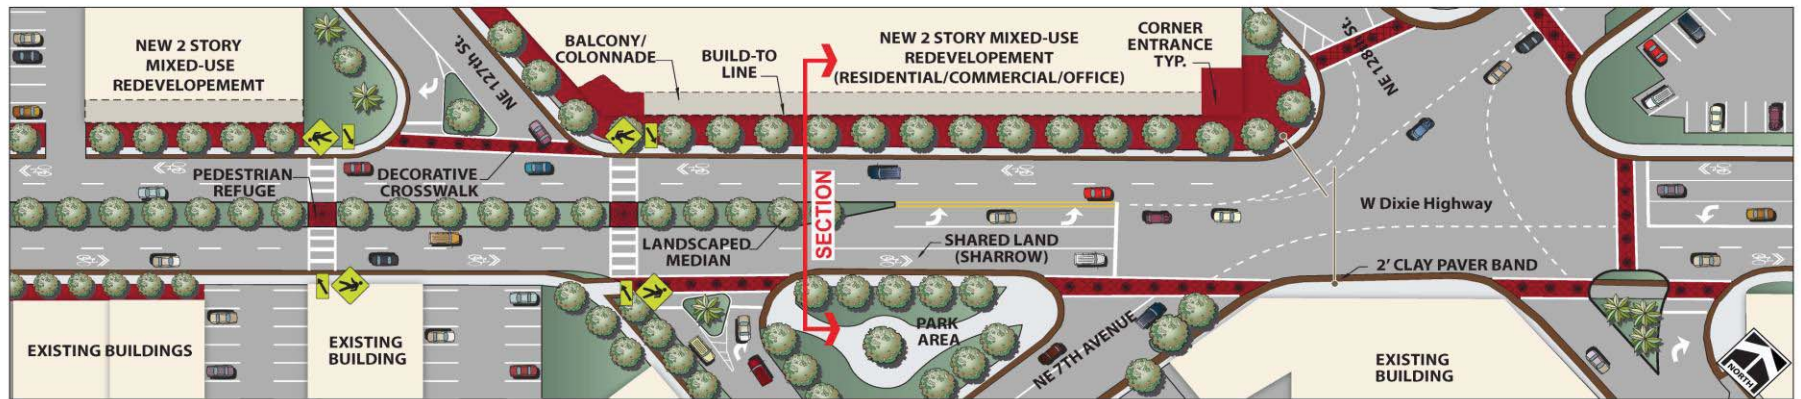 NEW 2 STORY
MIXED-USE
REDEVELOPEMEMT
NE 127th St.
BALCONY/
COLONNADE
BUILD-TO
LINE
NEW 2 STORY MIXED-USE
REDEVELOPEMENT
(RESIDENTIAL/COMMERCIAL/OFFICE)
CORNER
ENTRANCE
TYP.
NE 128th St.
PEDESTRIAN
REFUGE
DECORATIVE
CROSSWALK
SECTION
LANDSCAPED
MEDIAN
SHARED LAND
(SHARROW)
W Dixie Highway
2' CLAY PAVER BAND
EXISTING BUILDINGS
EXISTING
BUILDING
PARK
AREA
NE 7TH AVENUE
EXISTING
BUILDING
NORTH